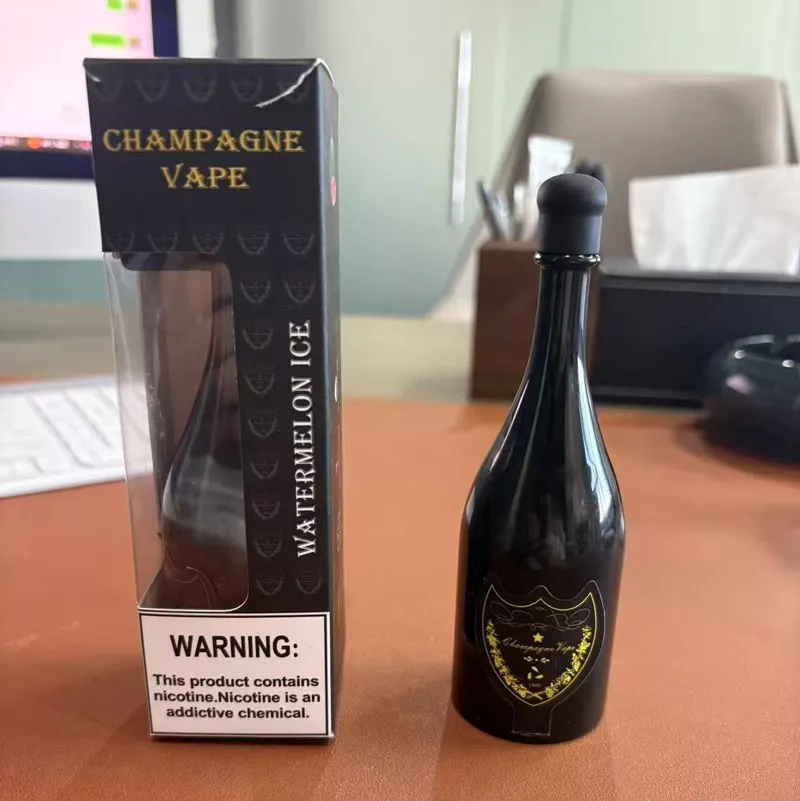 CHAMPAGNE
VAPE
WATERMELON ICE
WARNING:
This product contains
nicotine.Nicotine is an
addictive chemical.
Champagne Vape